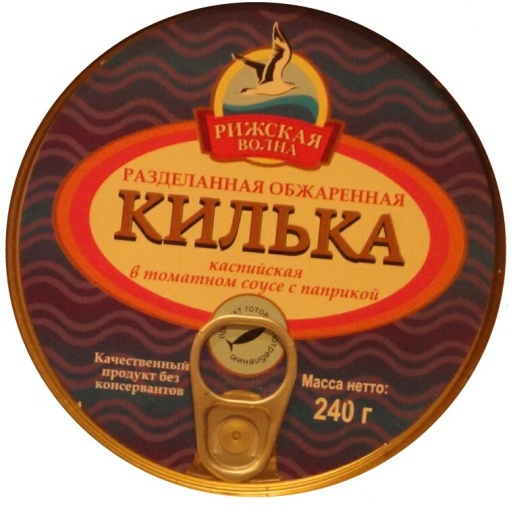 РИЖСКАЯ
ВОЛНА
РАЗДЕЛАННАЯ ОБЖАРЕННАЯ
КИЛЬКА
каспийская
в томатном соусе с паприкой
Качественный
продукт без
консервантов
Масса нетто:
240 г